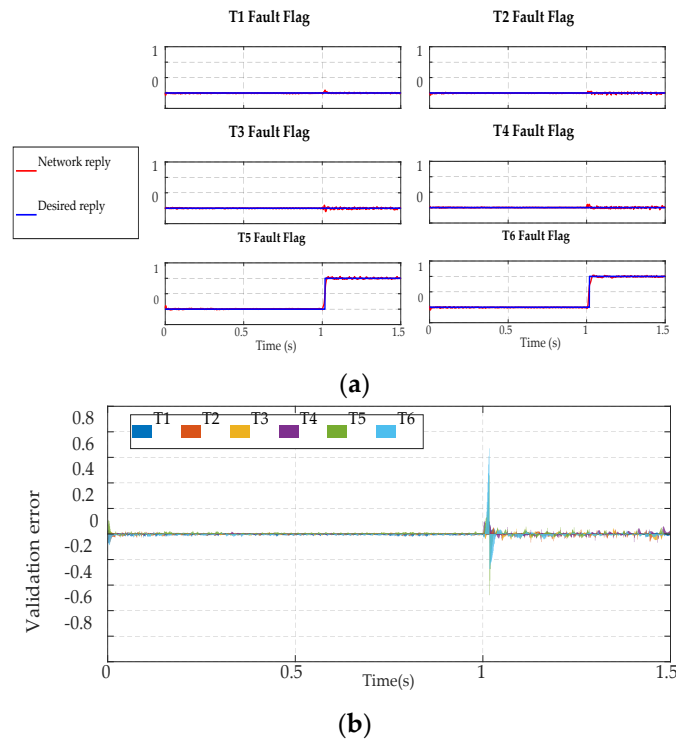 T1 Fault Flag
T2 Fault Flag
1
0
1
0
T3 Fault Flag
T4 Fault Flag
1
0
1
0
Network reply
Desired reply
T5 Fault Flag
T6 Fault Flag
1
0
0 0.5 1 1.5
Time (s)
1
0
0 0.5 1 1.5
Time (s)
(a)
T1 T2 T3 T4 T5 T6
Validation error
0.8
0.6
0.4
0.2
0
-0.2
-0.4
-0.6
-0.8
0 0.5 1 1.5
Time(s)
(b)